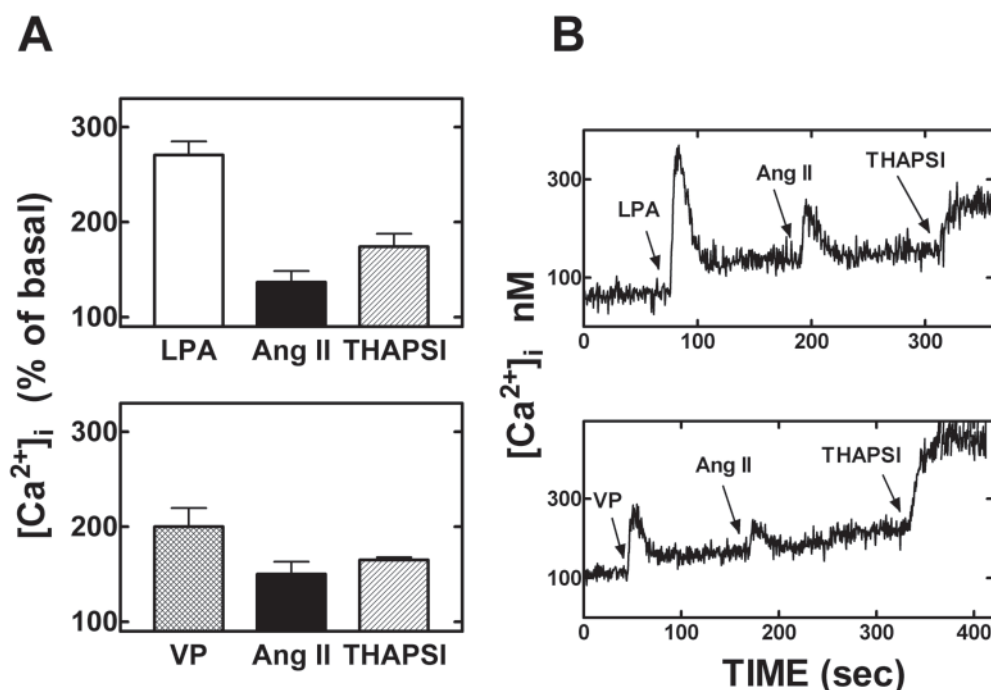 A
B
[Ca²⁺]ᵢ (% of basal)
300
200
100
LPA Ang II THAPSI
300
200
100
VP Ang II THAPSI
[Ca²⁺]ᵢ nM
300
100
LPA
Ang II
THAPSI
0 100 200 300
300
100
VP
Ang II
THAPSI
0 100 200 300 400
TIME (sec)